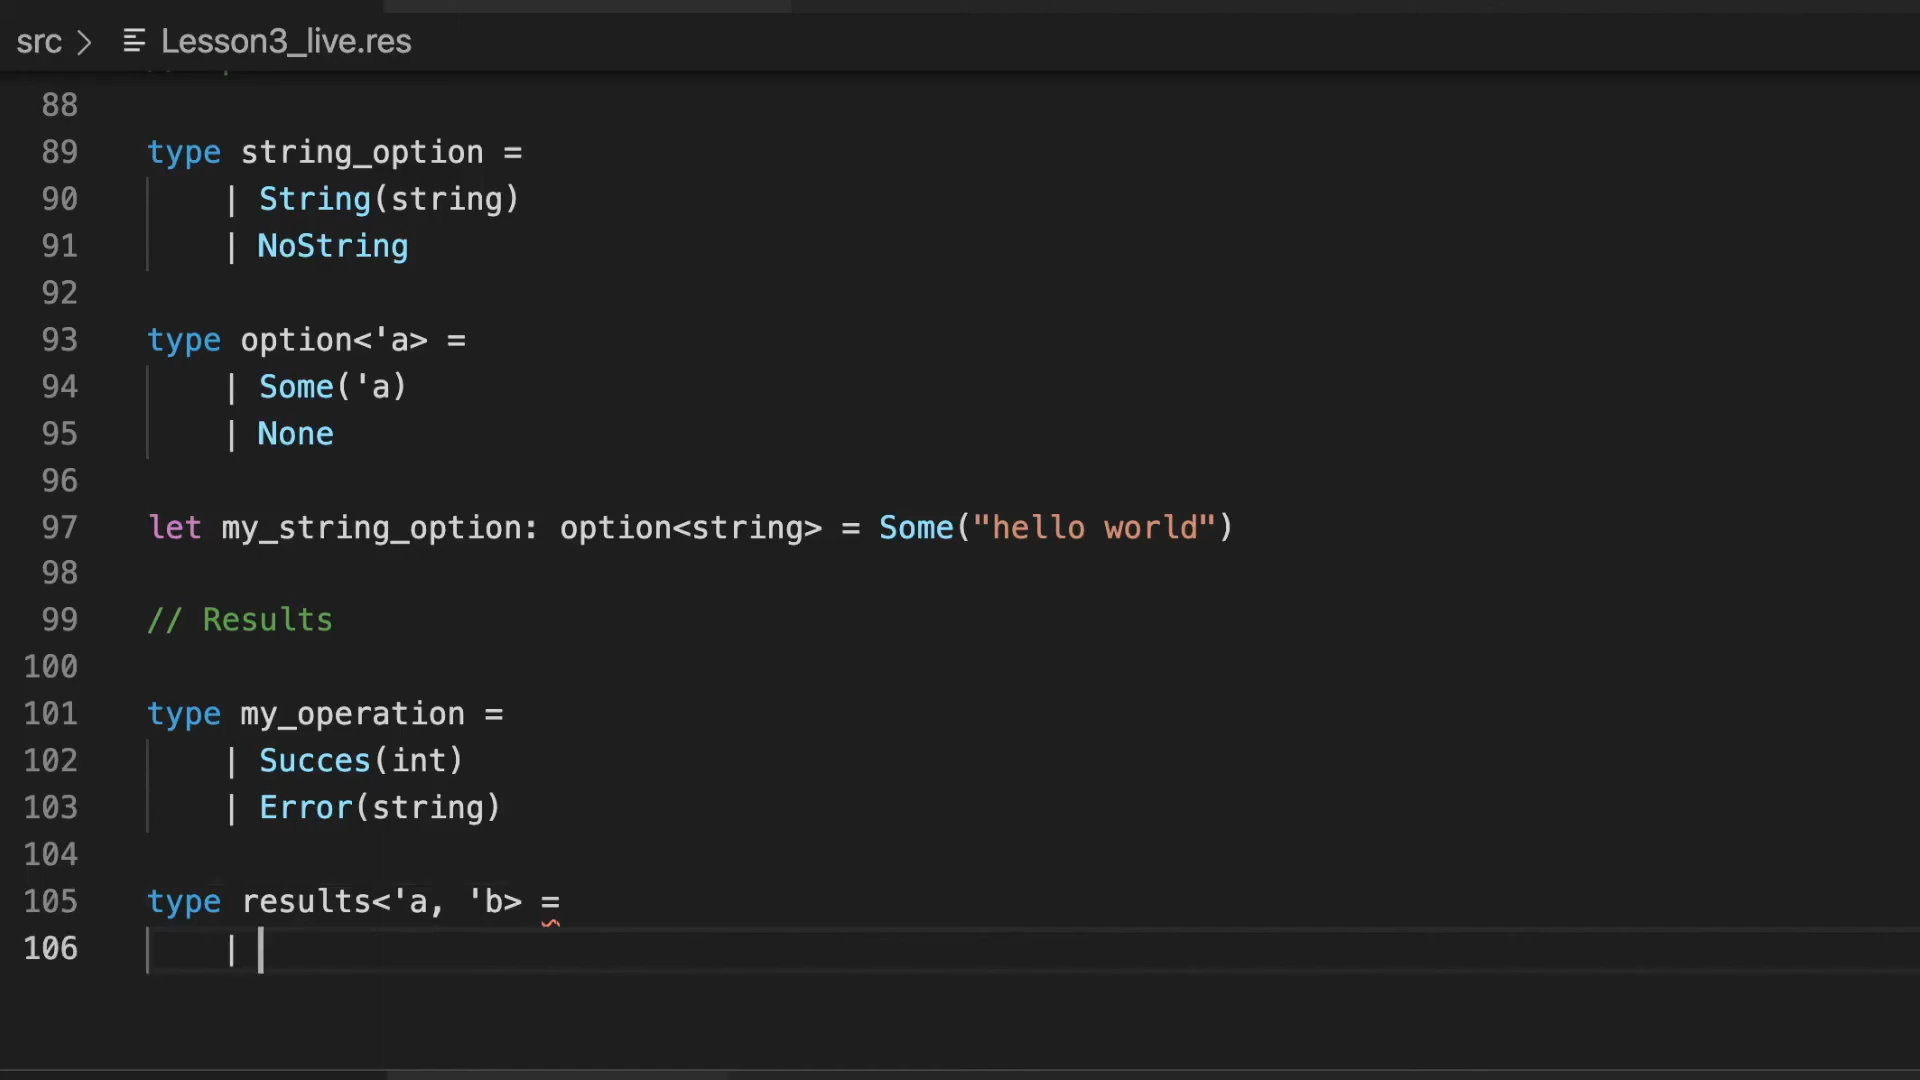 src > Lesson3_live.res
88
89 type string_option =
90 | String(string)
91 | NoString
92
93 type option<'a> =
94 | Some('a)
95 | None
96
97 let my_string_option: option<string> = Some("hello world")
98
99 // Results
100
101 type my_operation =
102 | Succes(int)
103 | Error(string)
104
105 type results<'a, 'b> =
106 |